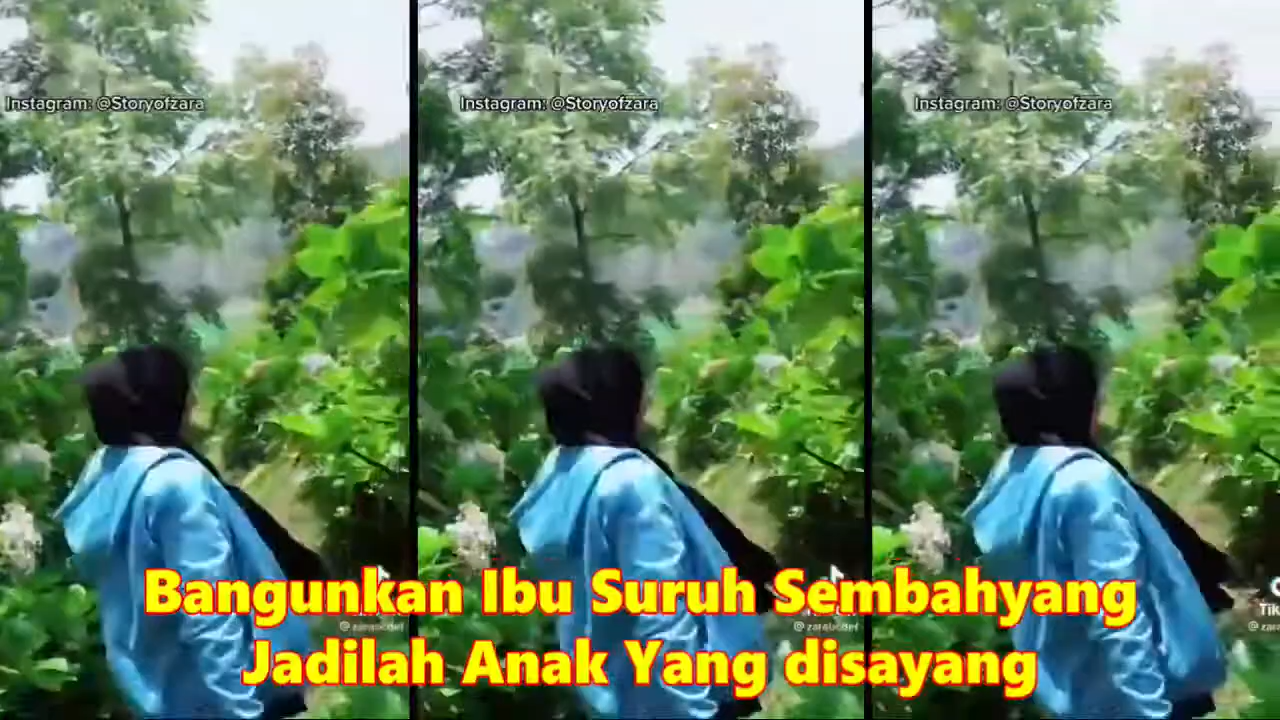 Instagram: @Storyofzara
Instagram: @Storyofzara
Instagram: @Storyofzara
Bangunkan Ibu Suruh Sembahyang
Jadilah Anak Yang disayang